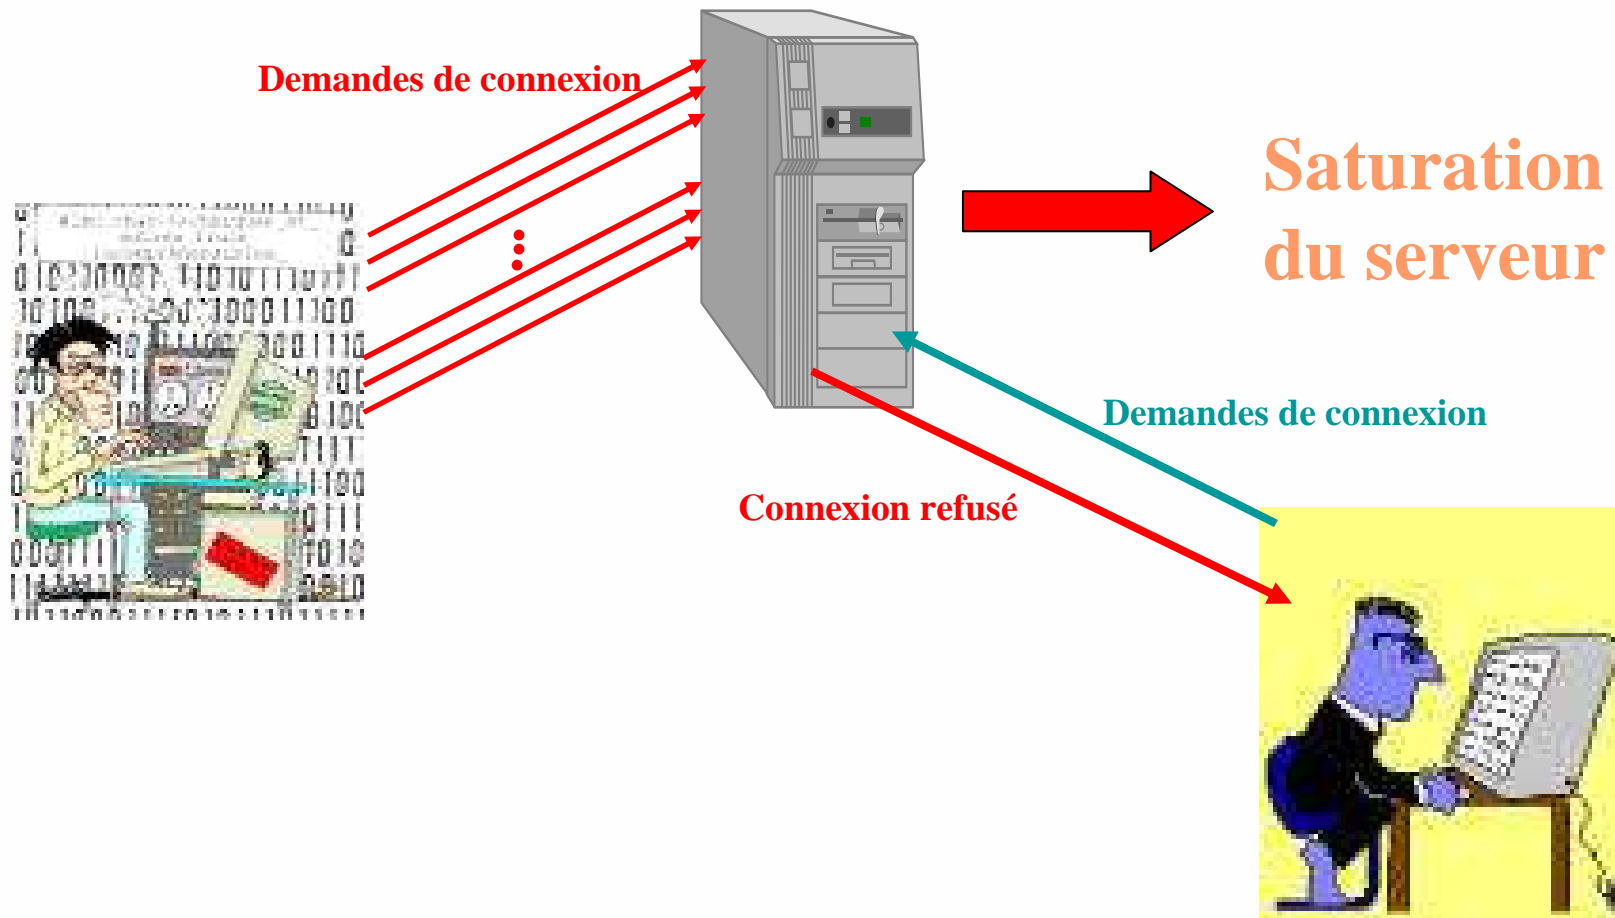 Demandes de connexion
Saturation
du serveur
Demandes de connexion
Connexion refusé